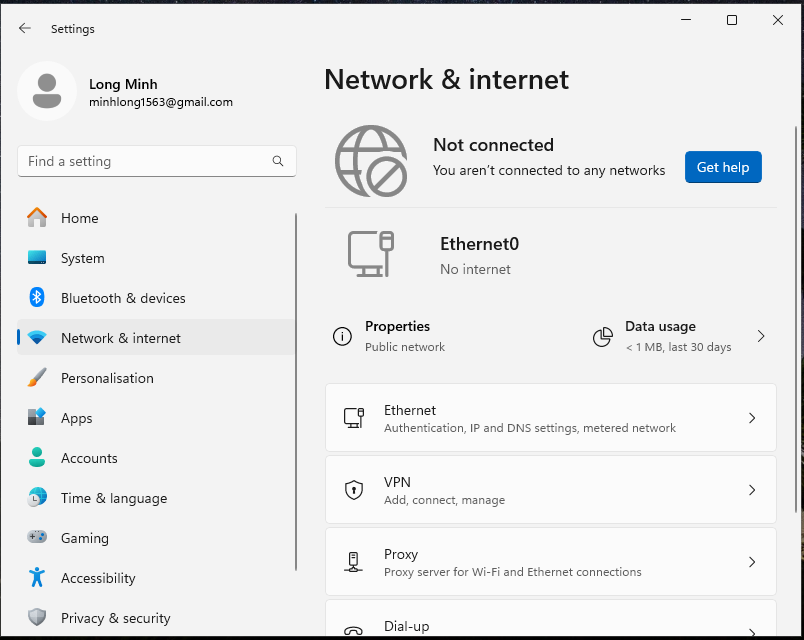 Settings
Long Minh
minhlong1563@gmail.com
Find a setting
Home
System
Bluetooth & devices
Network & internet
Personalisation
Apps
Accounts
Time & language
Gaming
Accessibility
Privacy & security
Network & internet
Not connected
You aren't connected to any networks
Get help
Ethernet0
No internet
Properties
Public network
Data usage
< 1 MB, last 30 days
Ethernet
Authentication, IP and DNS settings, metered network
VPN
Add, connect, manage
Proxy
Proxy server for Wi-Fi and Ethernet connections
Dial-up